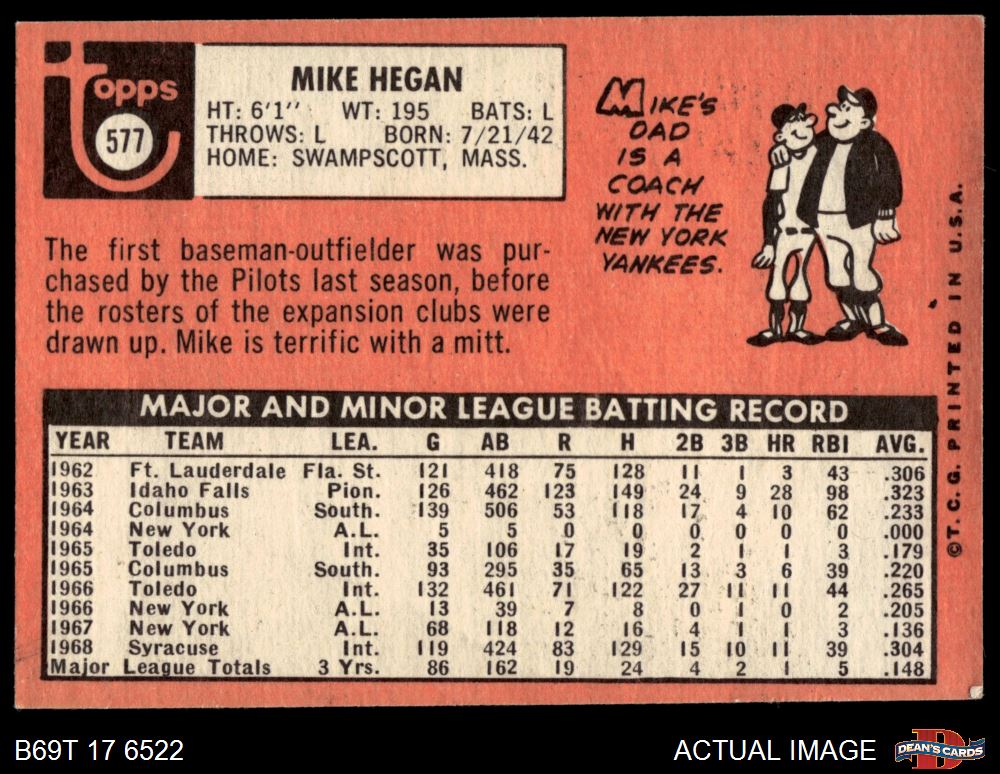 Topps
577
MIKE HEGAN
HT: 6'1" WT: 195 BATS: L
THROWS: L BORN: 7/21/42
HOME: SWAMPSCOTT, MASS.
MIKE'S
DAD
IS A
COACH
WITH THE
NEW YORK
YANKEES.
The first baseman-outfielder was pur-
chased by the Pilots last season, before
the rosters of the expansion clubs were
drawn up. Mike is terrific with a mitt.
MAJOR AND MINOR LEAGUE BATTING RECORD
YEAR TEAM LEA. G AB R H 2B 3B HR RBI AVG.
1962 Ft. Lauderdale Fla. St. 121 418 75 128 11 1 3 43 .306
1963 Idaho Falls Pion. 126 462 123 149 24 9 28 98 .323
1964 Columbus South. 139 506 53 118 17 4 10 62 .233
1964 New York A.L. 5 5 0 0 0 0 0 0 .000
1965 Toledo Int. 35 106 17 19 2 1 1 3 .179
1965 Columbus South. 93 295 35 65 13 3 6 39 .220
1966 Toledo Int. 132 461 71 122 27 11 11 44 .265
1966 New York A.L. 13 39 7 8 0 1 0 2 .205
1967 New York A.L. 68 118 12 16 4 1 1 3 .136
1968 Syracuse Int. 119 424 83 129 15 10 11 39 .304
Major League Totals 3 Yrs. 86 162 19 24 4 2 1 5 .148
©T. C. G. PRINTED IN U.S.A.
B69T 17 6522
ACTUAL IMAGE
DEAN'S CARDS